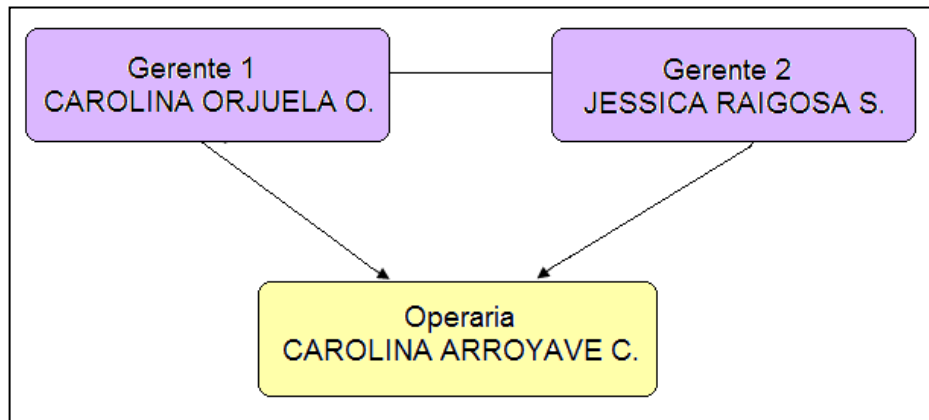 Gerente 1
CAROLINA ORJUELA O.
Gerente 2
JESSICA RAIGOSA S.
Operaria
CAROLINA ARROYAVE C.